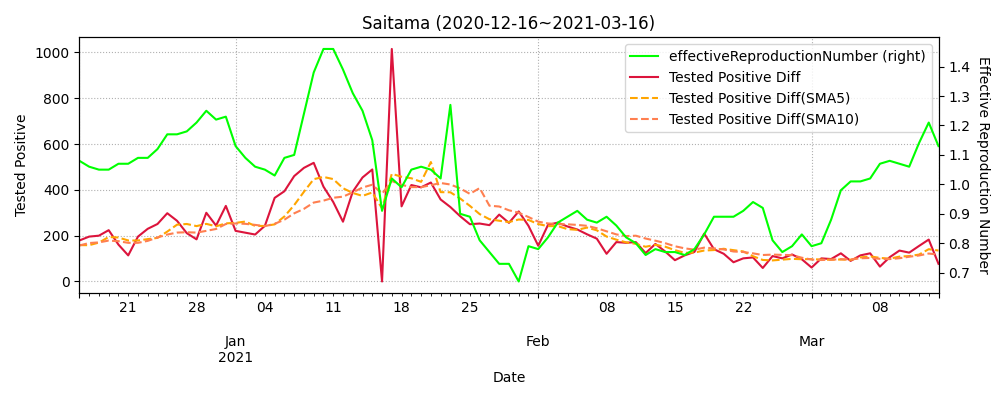 Saitama (2020-12-16~2021-03-16)
effectiveReproductionNumber (right)
Tested Positive Diff
Tested Positive Diff(SMA5)
Tested Positive Diff(SMA10)
Tested Positive
1000
800
600
400
200
0
Effective Reproduction Number
1.4
1.3
1.2
1.1
1.0
0.9
0.8
0.7
21 28 04 11 18 25 08 15 22 08
Jan Feb Mar
2021
Date